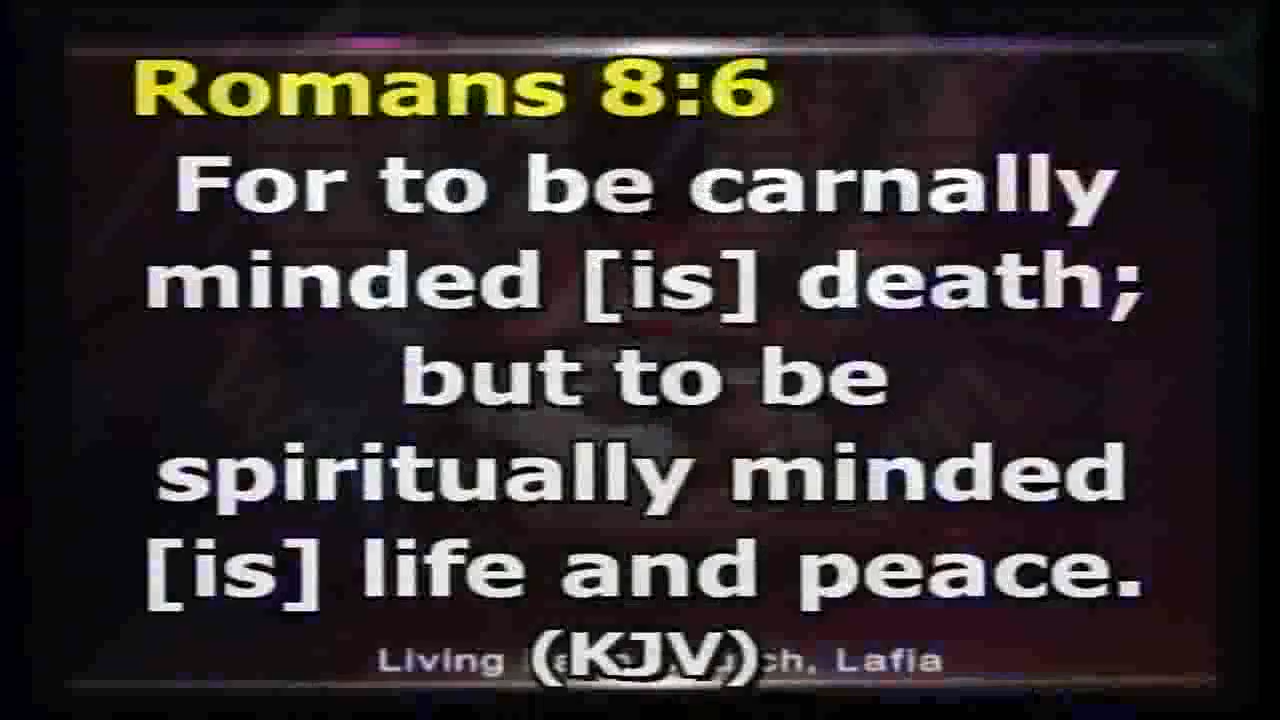 Romans 8:6
For to be carnally
minded [is] death;
but to be
spiritually minded
[is] life and peace.
(KJV)
Living ch, Lafia